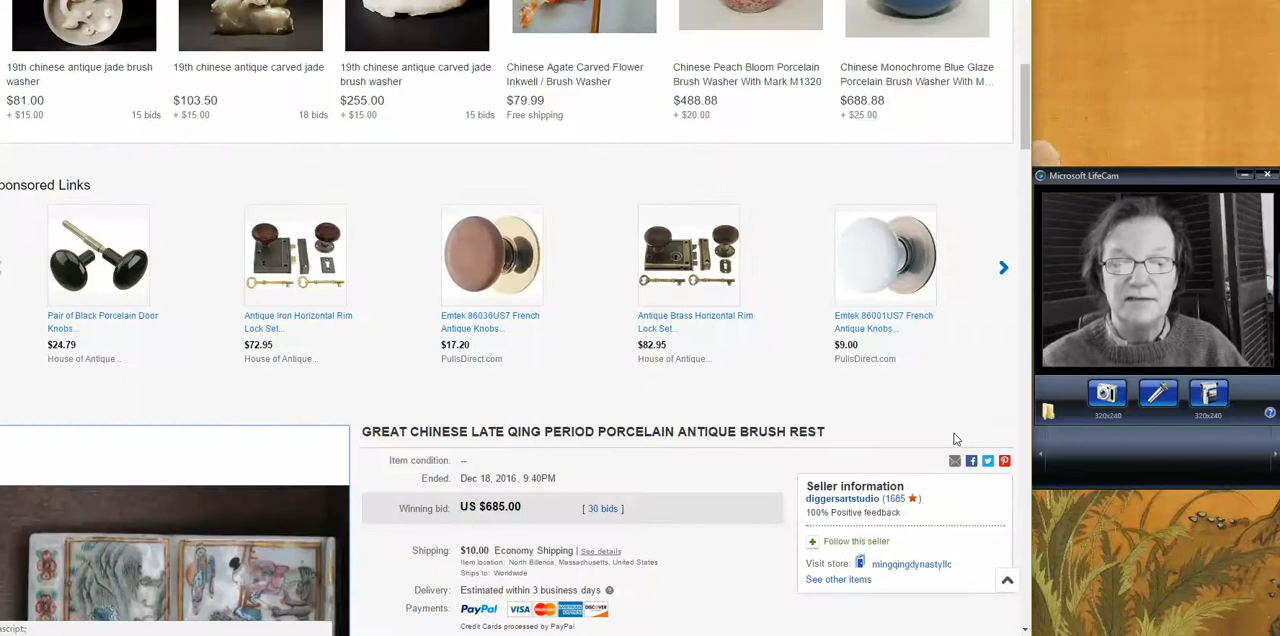 19th chinese antique jade brush washer
$81.00
+ $15.00 15 bids
19th chinese antique carved jade
$103.50
+ $15.00 18 bids
19th chinese antique carved jade brush washer
$255.00
+ $15.00 15 bids
Chinese Agate Carved Flower
Inkwell / Brush Washer
$79.99
Free shipping
Chinese Peach Bloom Porcelain
Brush Washer With Mark M1320
$488.88
+ $20.00
Chinese Monochrome Blue Glaze
Porcelain Brush Washer With M...
$688.88
+ $25.00
ponsored Links
Pair of Black Porcelain Door
Knobs...
$24.79
House of Antique...
Antique Iron Horizontal Rim
Lock Set...
$72.95
House of Antique...
Emtek 86036US7 French
Antique Knobs...
$17.20
PullsDirect.com
Antique Brass Horizontal Rim
Lock Set...
$82.95
House of Antique...
Emtek 86001US7 French
Antique Knobs...
$9.00
PullsDirect.com
GREAT CHINESE LATE QING PERIOD PORCELAIN ANTIQUE BRUSH REST
Item condition: --
Ended: Dec 18, 2016, 9:40PM
Winning bid: US $685.00 [ 30 bids ]
Shipping: $10.00 Economy Shipping | See details
Item location: North Billerica, Massachusetts, United States
Ships to: Worldwide
Delivery: Estimated within 3 business days
Payments: PayPal VISA MasterCard DISCOVER
Credit Cards processed by PayPal
Seller information
diggersartstudio (1685 ★ )
100% Positive feedback
Follow this seller
Visit store: mingqingdynastyllc
See other items
Microsoft LifeCam
320x240 320x240
ascript:;